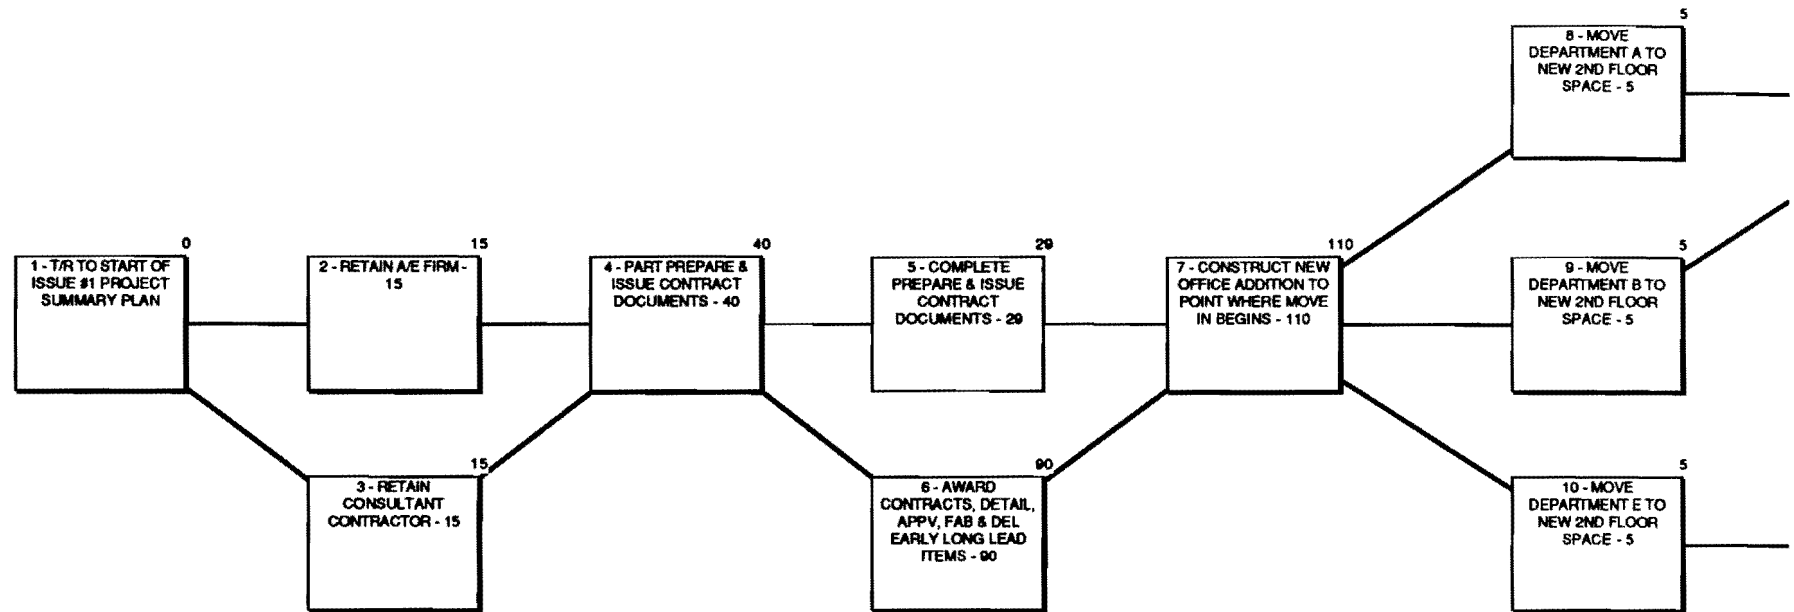 5
8 - MOVE
DEPARTMENT A TO
NEW 2ND FLOOR
SPACE - 5
0
1 - T/R TO START OF
ISSUE #1 PROJECT
SUMMARY PLAN
15
2 - RETAIN A/E FIRM -
15
40
4 - PART PREPARE &
ISSUE CONTRACT
DOCUMENTS - 40
29
5 - COMPLETE
PREPARE & ISSUE
CONTRACT
DOCUMENTS - 29
110
7 - CONSTRUCT NEW
OFFICE ADDITION TO
POINT WHERE MOVE
IN BEGINS - 110
5
9 - MOVE
DEPARTMENT B TO
NEW 2ND FLOOR
SPACE - 5
15
3 - RETAIN
CONSULTANT
CONTRACTOR - 15
90
6 - AWARD
CONTRACTS, DETAIL,
APPV, FAB & DEL
EARLY LONG LEAD
ITEMS - 90
5
10 - MOVE
DEPARTMENT E TO
NEW 2ND FLOOR
SPACE - 5